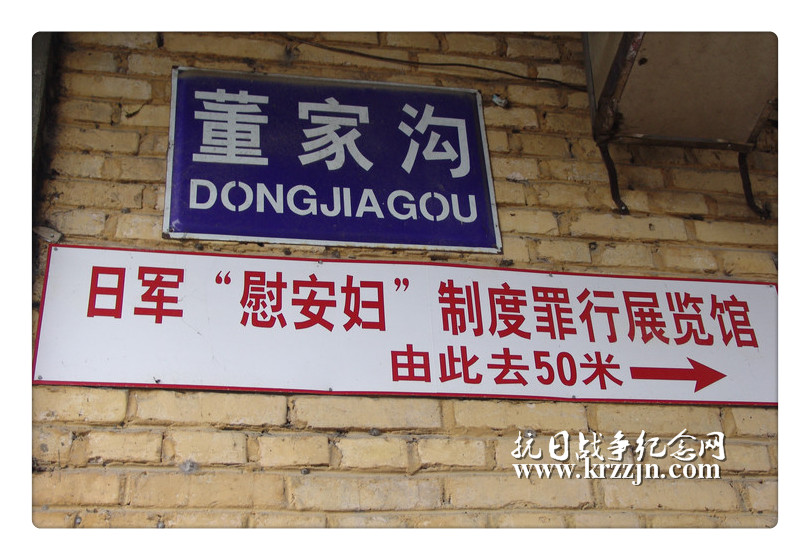 董家沟
DONGJIAGOU
日军“慰安妇”制度罪行展览馆
由此去50米
抗日战争纪念网
www.krzzjn.com